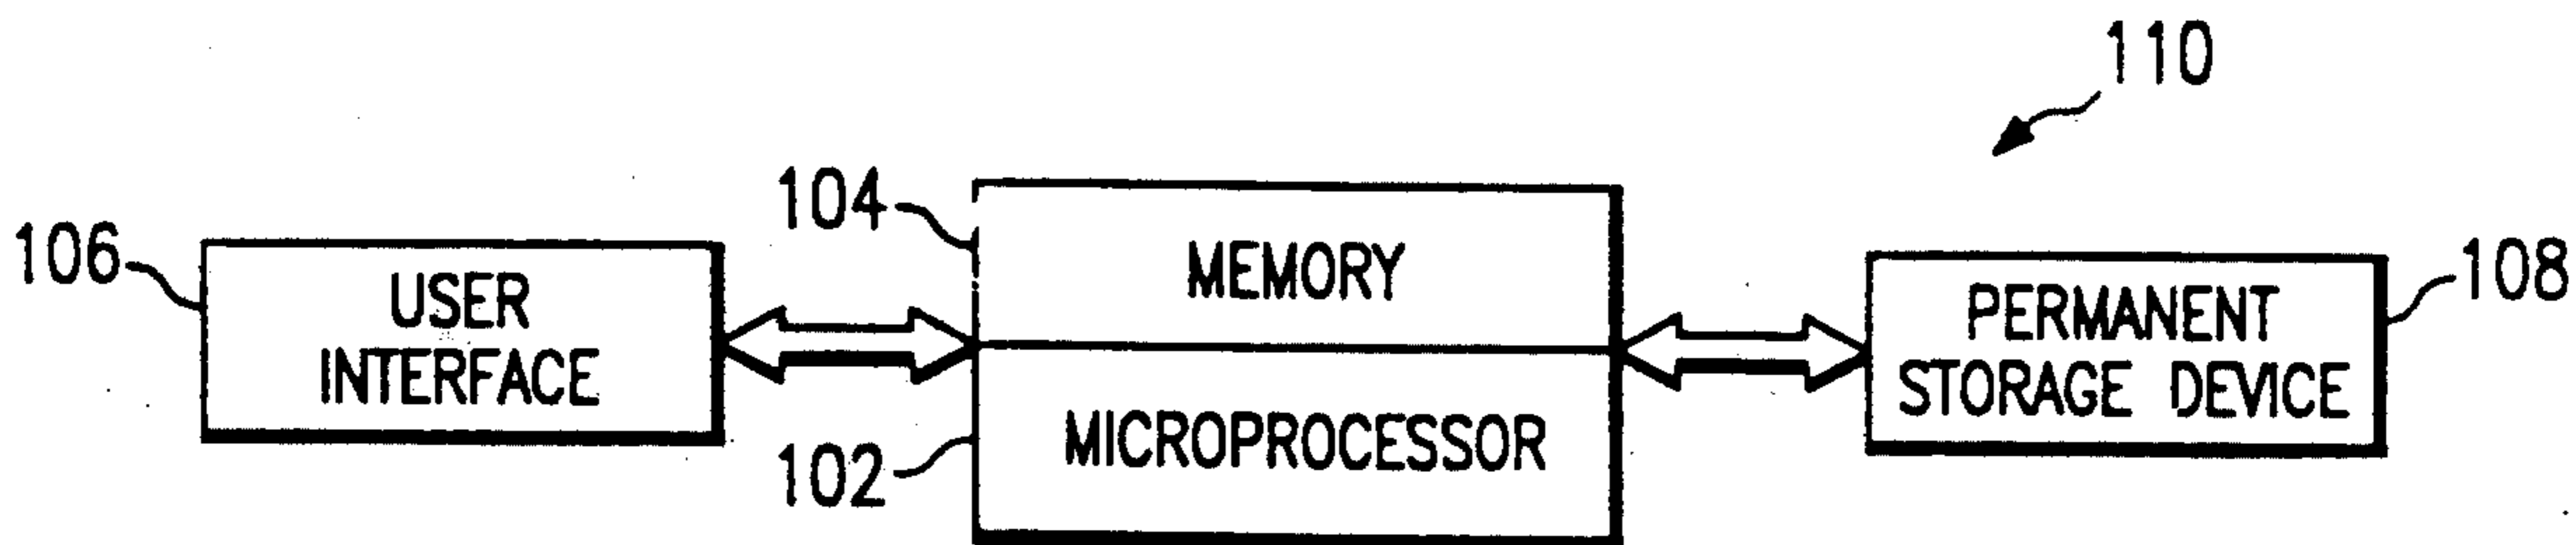 110
104
106
USER
INTERFACE
MEMORY
MICROPROCESSOR
102
PERMANENT
STORAGE DEVICE
108